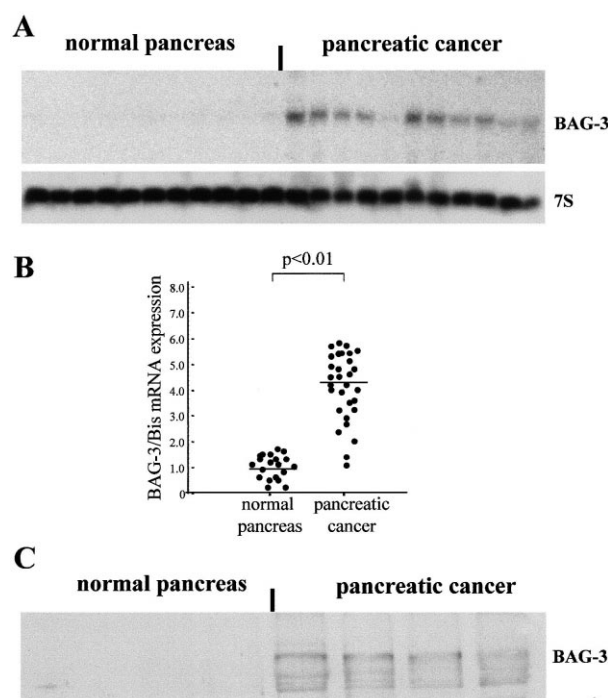 A
normal pancreas pancreatic cancer
BAG-3
7S
B
p<0.01
BAG-3/Bis mRNA expression
8.0
7.0
6.0
5.0
4.0
3.0
2.0
1.0
0.0
normal pancreas
pancreatic cancer
C
normal pancreas pancreatic cancer
BAG-3